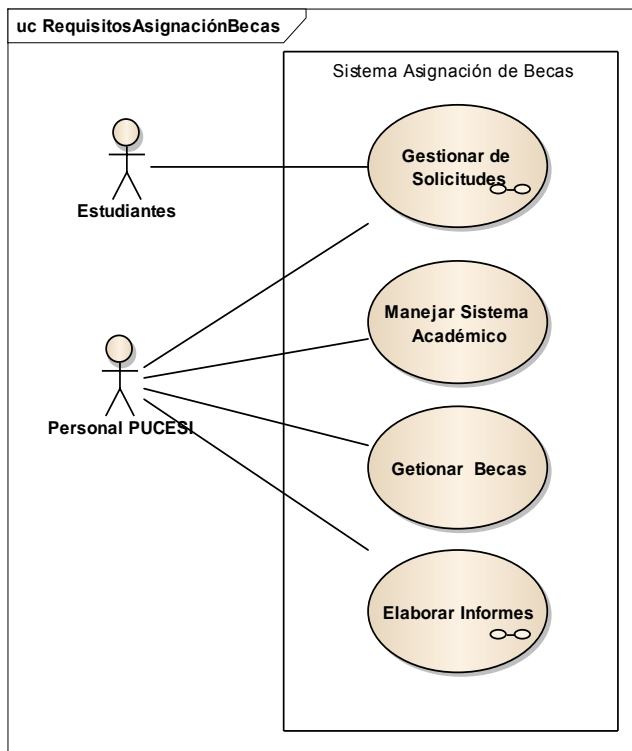 uc RequisitosAsignaciónBecas
Sistema Asignación de Becas
Gestionar de
Solicitudes
Estudiantes
Manejar Sistema
Académico
Personal PUCESI
Getionar Becas
Elaborar Informes